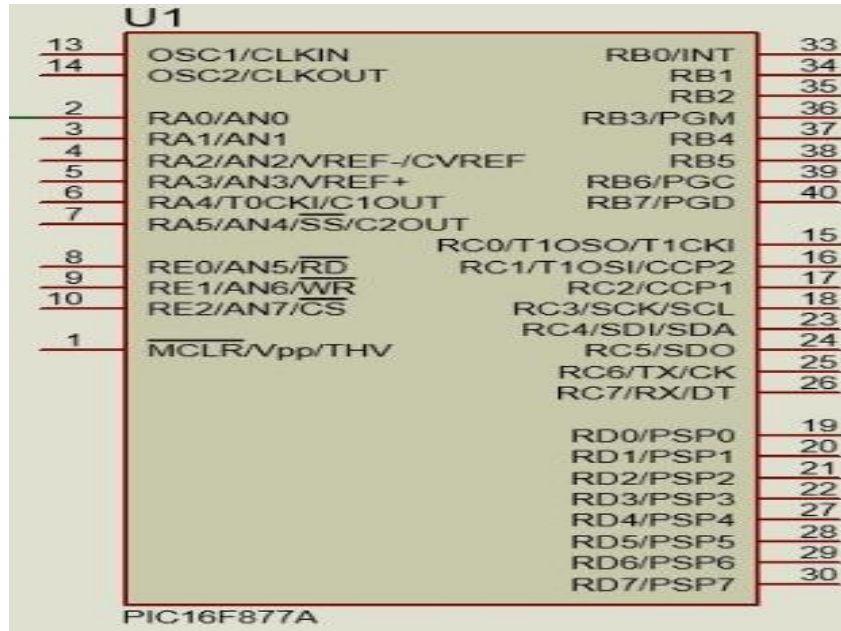 U1
13 OSC1/CLKIN
14 OSC2/CLKOUT
2 RA0/AN0
3 RA1/AN1
4 RA2/AN2/VREF-/CVREF
5 RA3/AN3/VREF+
6 RA4/T0CKI/C1OUT
7 RA5/AN4/SS/C2OUT
8 RE0/AN5/RD
9 RE1/AN6/WR
10 RE2/AN7/CS
1 MCLR/Vpp/THV
RB0/INT 33
RB1 34
RB2 35
RB3/PGM 36
RB4 37
RB5 38
RB6/PGC 39
RB7/PGD 40
RC0/T1OSO/T1CKI 15
RC1/T1OSI/CCP2 16
RC2/CCP1 17
RC3/SCK/SCL 18
RC4/SDI/SDA 23
RC5/SDO 24
RC6/TX/CK 25
RC7/RX/DT 26
RD0/PSP0 19
RD1/PSP1 20
RD2/PSP2 21
RD3/PSP3 22
RD4/PSP4 27
RD5/PSP5 28
RD6/PSP6 29
RD7/PSP7 30
PIC16F877A